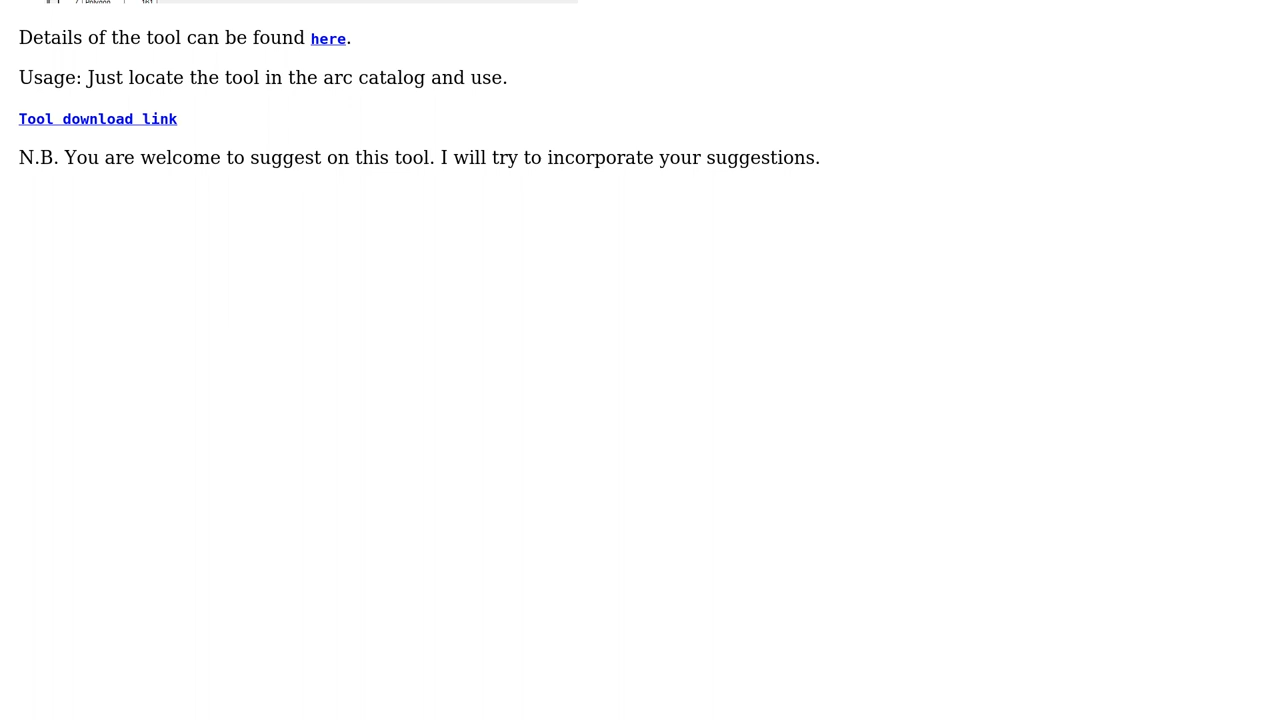 Details of the tool can be found here.
Usage: Just locate the tool in the arc catalog and use.
Tool download link
N.B. You are welcome to suggest on this tool. I will try to incorporate your suggestions.